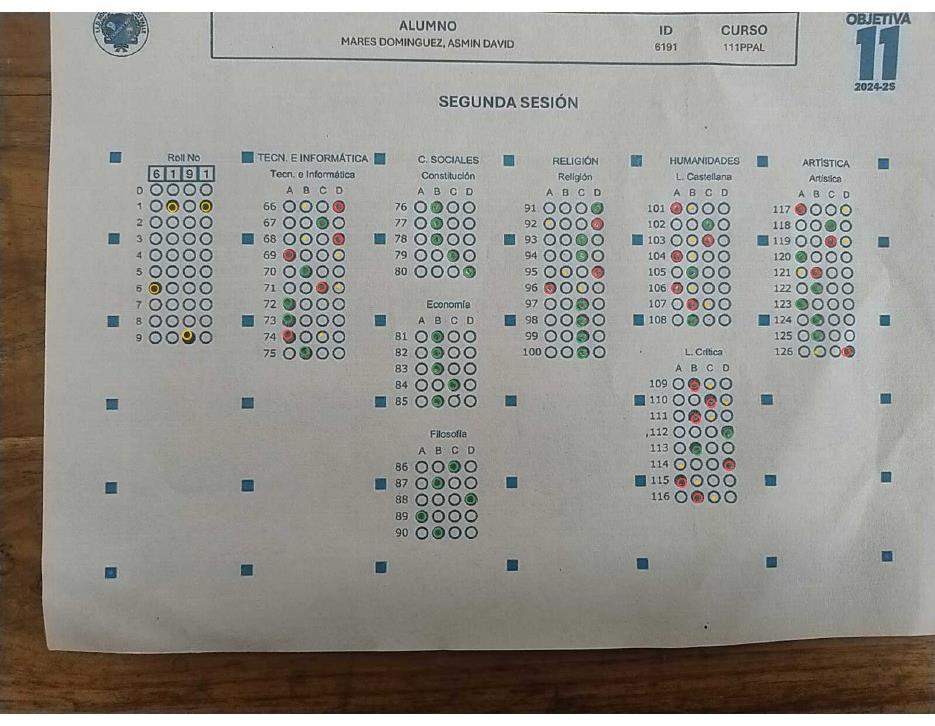 ALUMNO
MARES DOMINGUEZ, ASMIN DAVID
ID
6191
CURSO
111PPAL
OBJETIVA
11
2024-2S
SEGUNDA SESIÓN
Roll No
6 1 9 1
0
1
2
3
4
5
6
7
8
9
TECN. E INFORMÁTICA
Tecn. e Informática
A B C D
66
67
68
69
70
71
72
73
74
75
C. SOCIALES
Constitución
A B C D
76
77
78
79
80
Economía
A B C D
81
82
83
84
85
Filosofía
A B C D
86
87
88
89
90
RELIGIÓN
Religión
A B C D
91
92
93
94
95
96
97
98
99
100
HUMANIDADES
L. Castellana
A B C D
101
102
103
104
105
106
107
108
L. Crítica
A B C D
109
110
111
112
113
114
115
116
ARTÍSTICA
Artística
A B C D
117
118
119
120
121
122
123
124
125
126